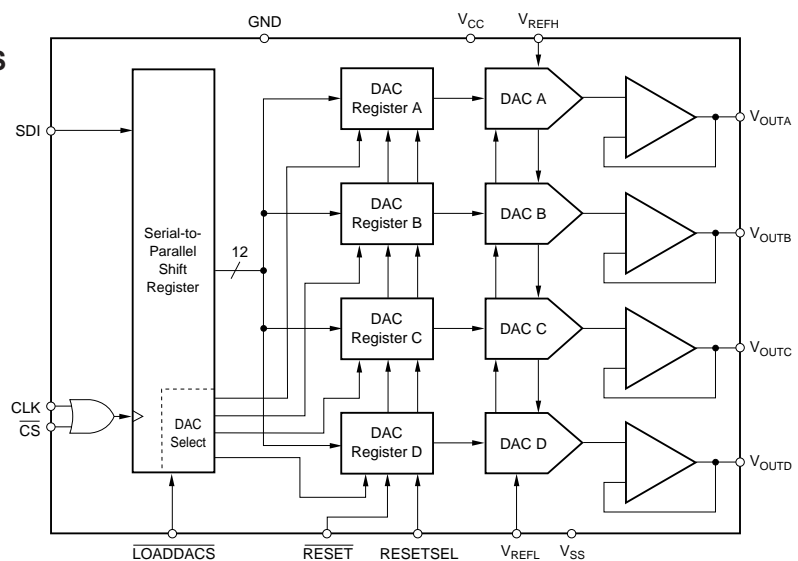 GND
VCC
VREFH
S
SDI
Serial-to-
Parallel
Shift
Register
12
DAC
Register A
DAC A
VOUTA
DAC
Register B
DAC B
VOUTB
DAC
Register C
DAC C
VOUTC
CLK
CS
DAC
Select
DAC
Register D
DAC D
VOUTD
LOADDACS
RESET
RESETSEL
VREFL
VSS